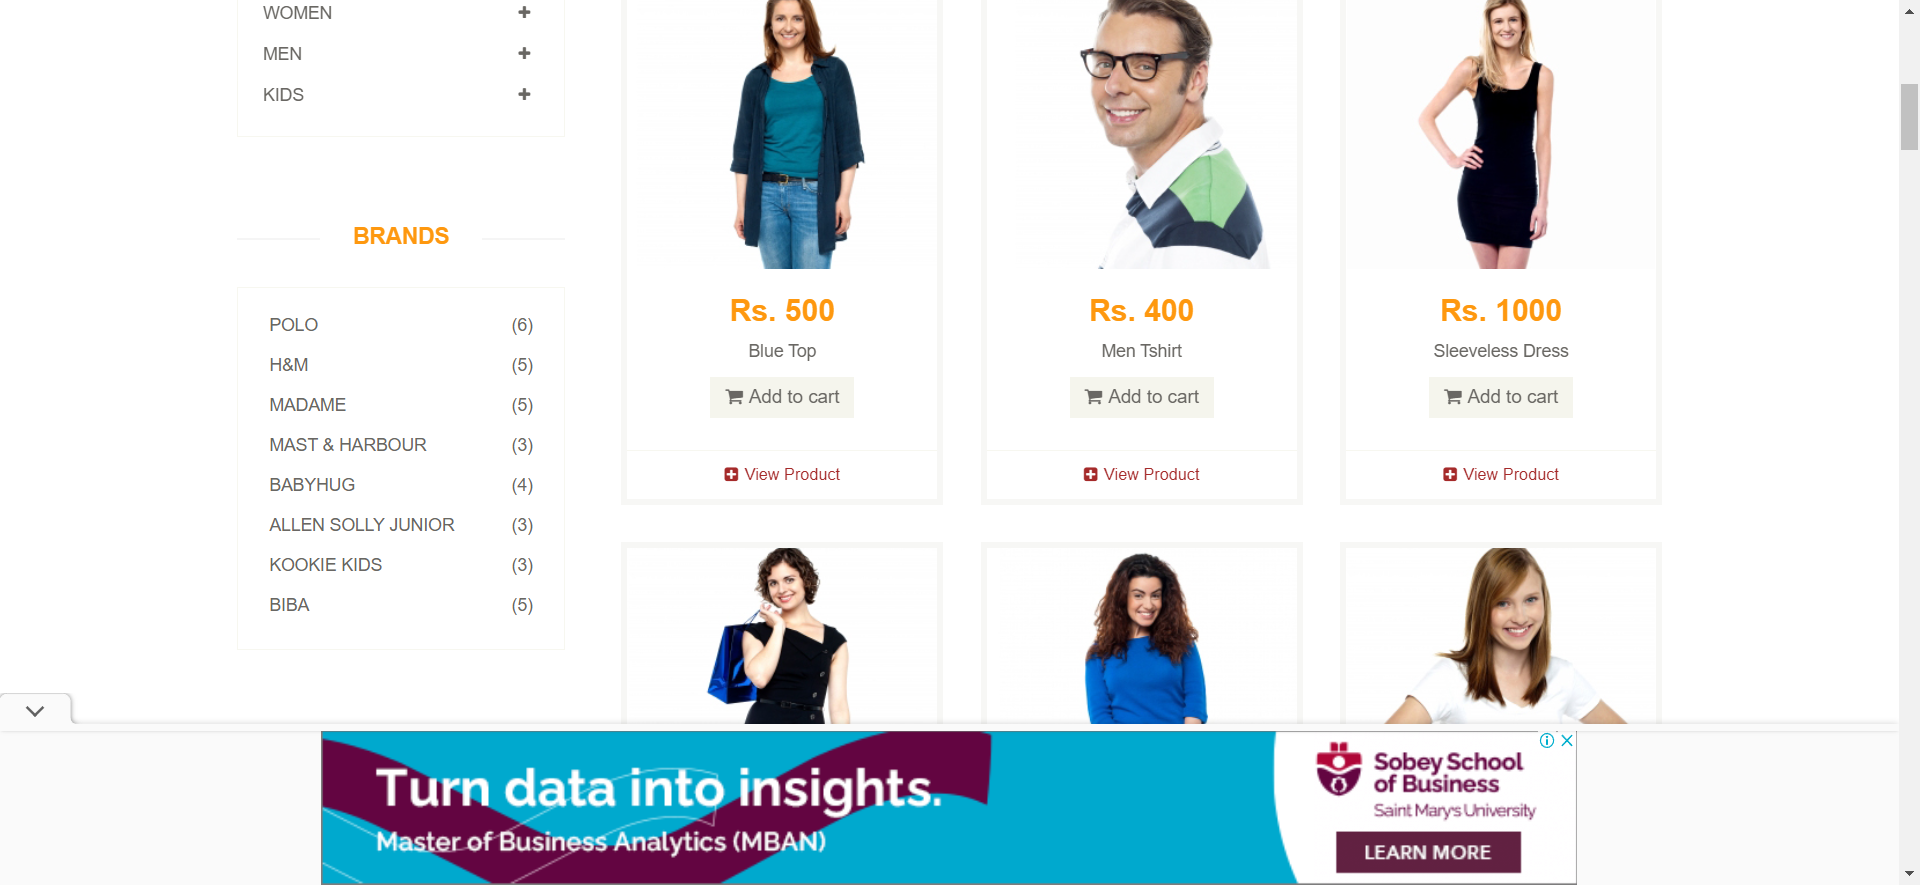 WOMEN
MEN
KIDS
BRANDS
POLO (6)
H&M (5)
MADAME (5)
MAST & HARBOUR (3)
BABYHUG (4)
ALLEN SOLLY JUNIOR (3)
KOOKIE KIDS (3)
BIBA (5)
Rs. 500
Blue Top
Add to cart
View Product
Rs. 400
Men Tshirt
Add to cart
View Product
Rs. 1000
Sleeveless Dress
Add to cart
View Product
Turn data into insights.
Master of Business Analytics (MBAN)
Sobey School
of Business
Saint Mary's University
LEARN MORE